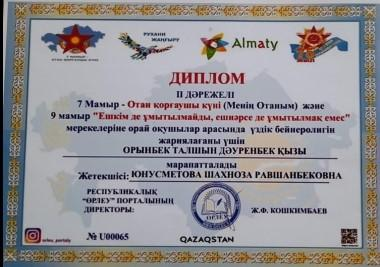 РУХАНИ
ЖАҢҒЫРУ
Almaty
ДИПЛОМ
II ДӘРЕЖЕЛІ
7 Мамыр - Отан қорғаушы күні (Менің Отаным) және
9 мамыр "Ешкім де ұмытылмайды, ешнәрсе де ұмытылмақ емес"
мерекелеріне орай оқушылар арасында үздік бейнеролигін
жариялағаны үшін
ОРЫНБЕК ТАЛШЫН ДӘУРЕНБЕК ҚЫЗЫ
марапатталады
Жетекшісі: ЮНУСМЕТОВА ШАХНОЗА РАВШАНБЕКОВНА
РЕСПУБЛИКАЛЫҚ
"ӨРЛЕУ" ПОРТАЛЫНЫҢ
ДИРЕКТОРЫ:
ӨРЛЕУ
Ж.Ф. КОШКИМБАЕВ
orleu_portaly
№ U00065
QAZAQSTAN